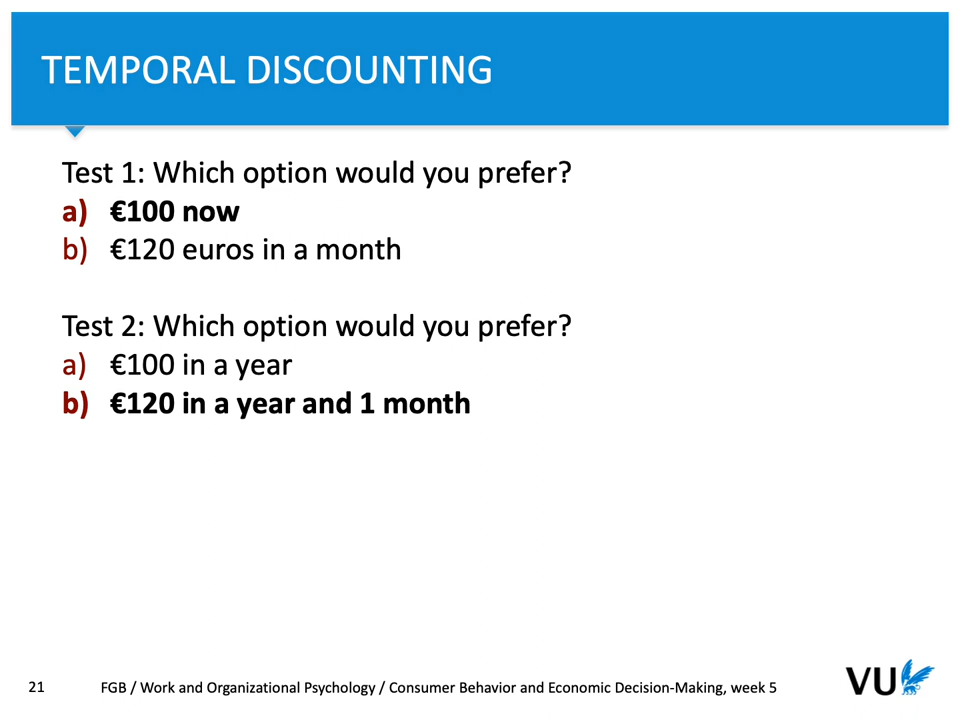 TEMPORAL DISCOUNTING
Test 1: Which option would you prefer?
a) €100 now
b) €120 euros in a month
Test 2: Which option would you prefer?
a) €100 in a year
b) €120 in a year and 1 month
21 FGB / Work and Organizational Psychology / Consumer Behavior and Economic Decision-Making, week 5
VU